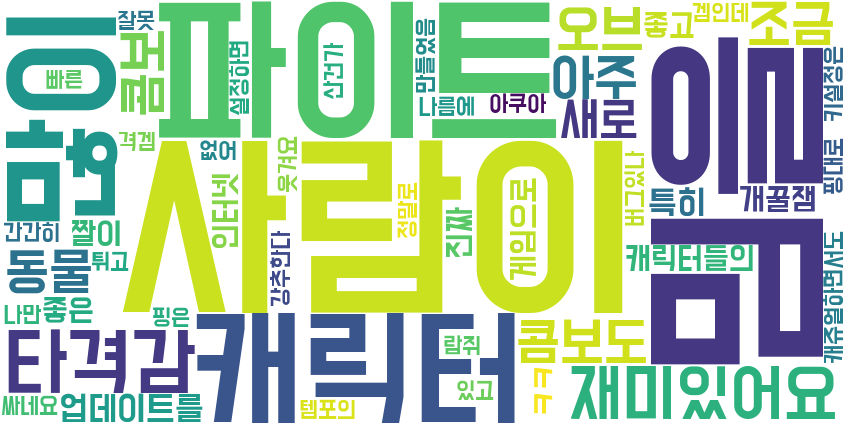 잘못
이흔
빠른
콤보
파이트
설정하면
산건가
만들었음
오브
좋고
겜인데
조금
아주
나름에
아쿠아
새로
일
기설정은
격겜
없어
사람이
웃겨요
인터넷
정말로
진짜
게임으로
버그있나
특히
개꿀잼
핑대로
간간히
짤이
강추한다
캐릭터들의
동물
튀고
나만
좋은
핑은
타격감
캐릭터
람쥐
있고
콤보도
몸
캐쥬얼하면서도
싸네요
업데이트를
템포의
ㅋㅋ
재미있어요